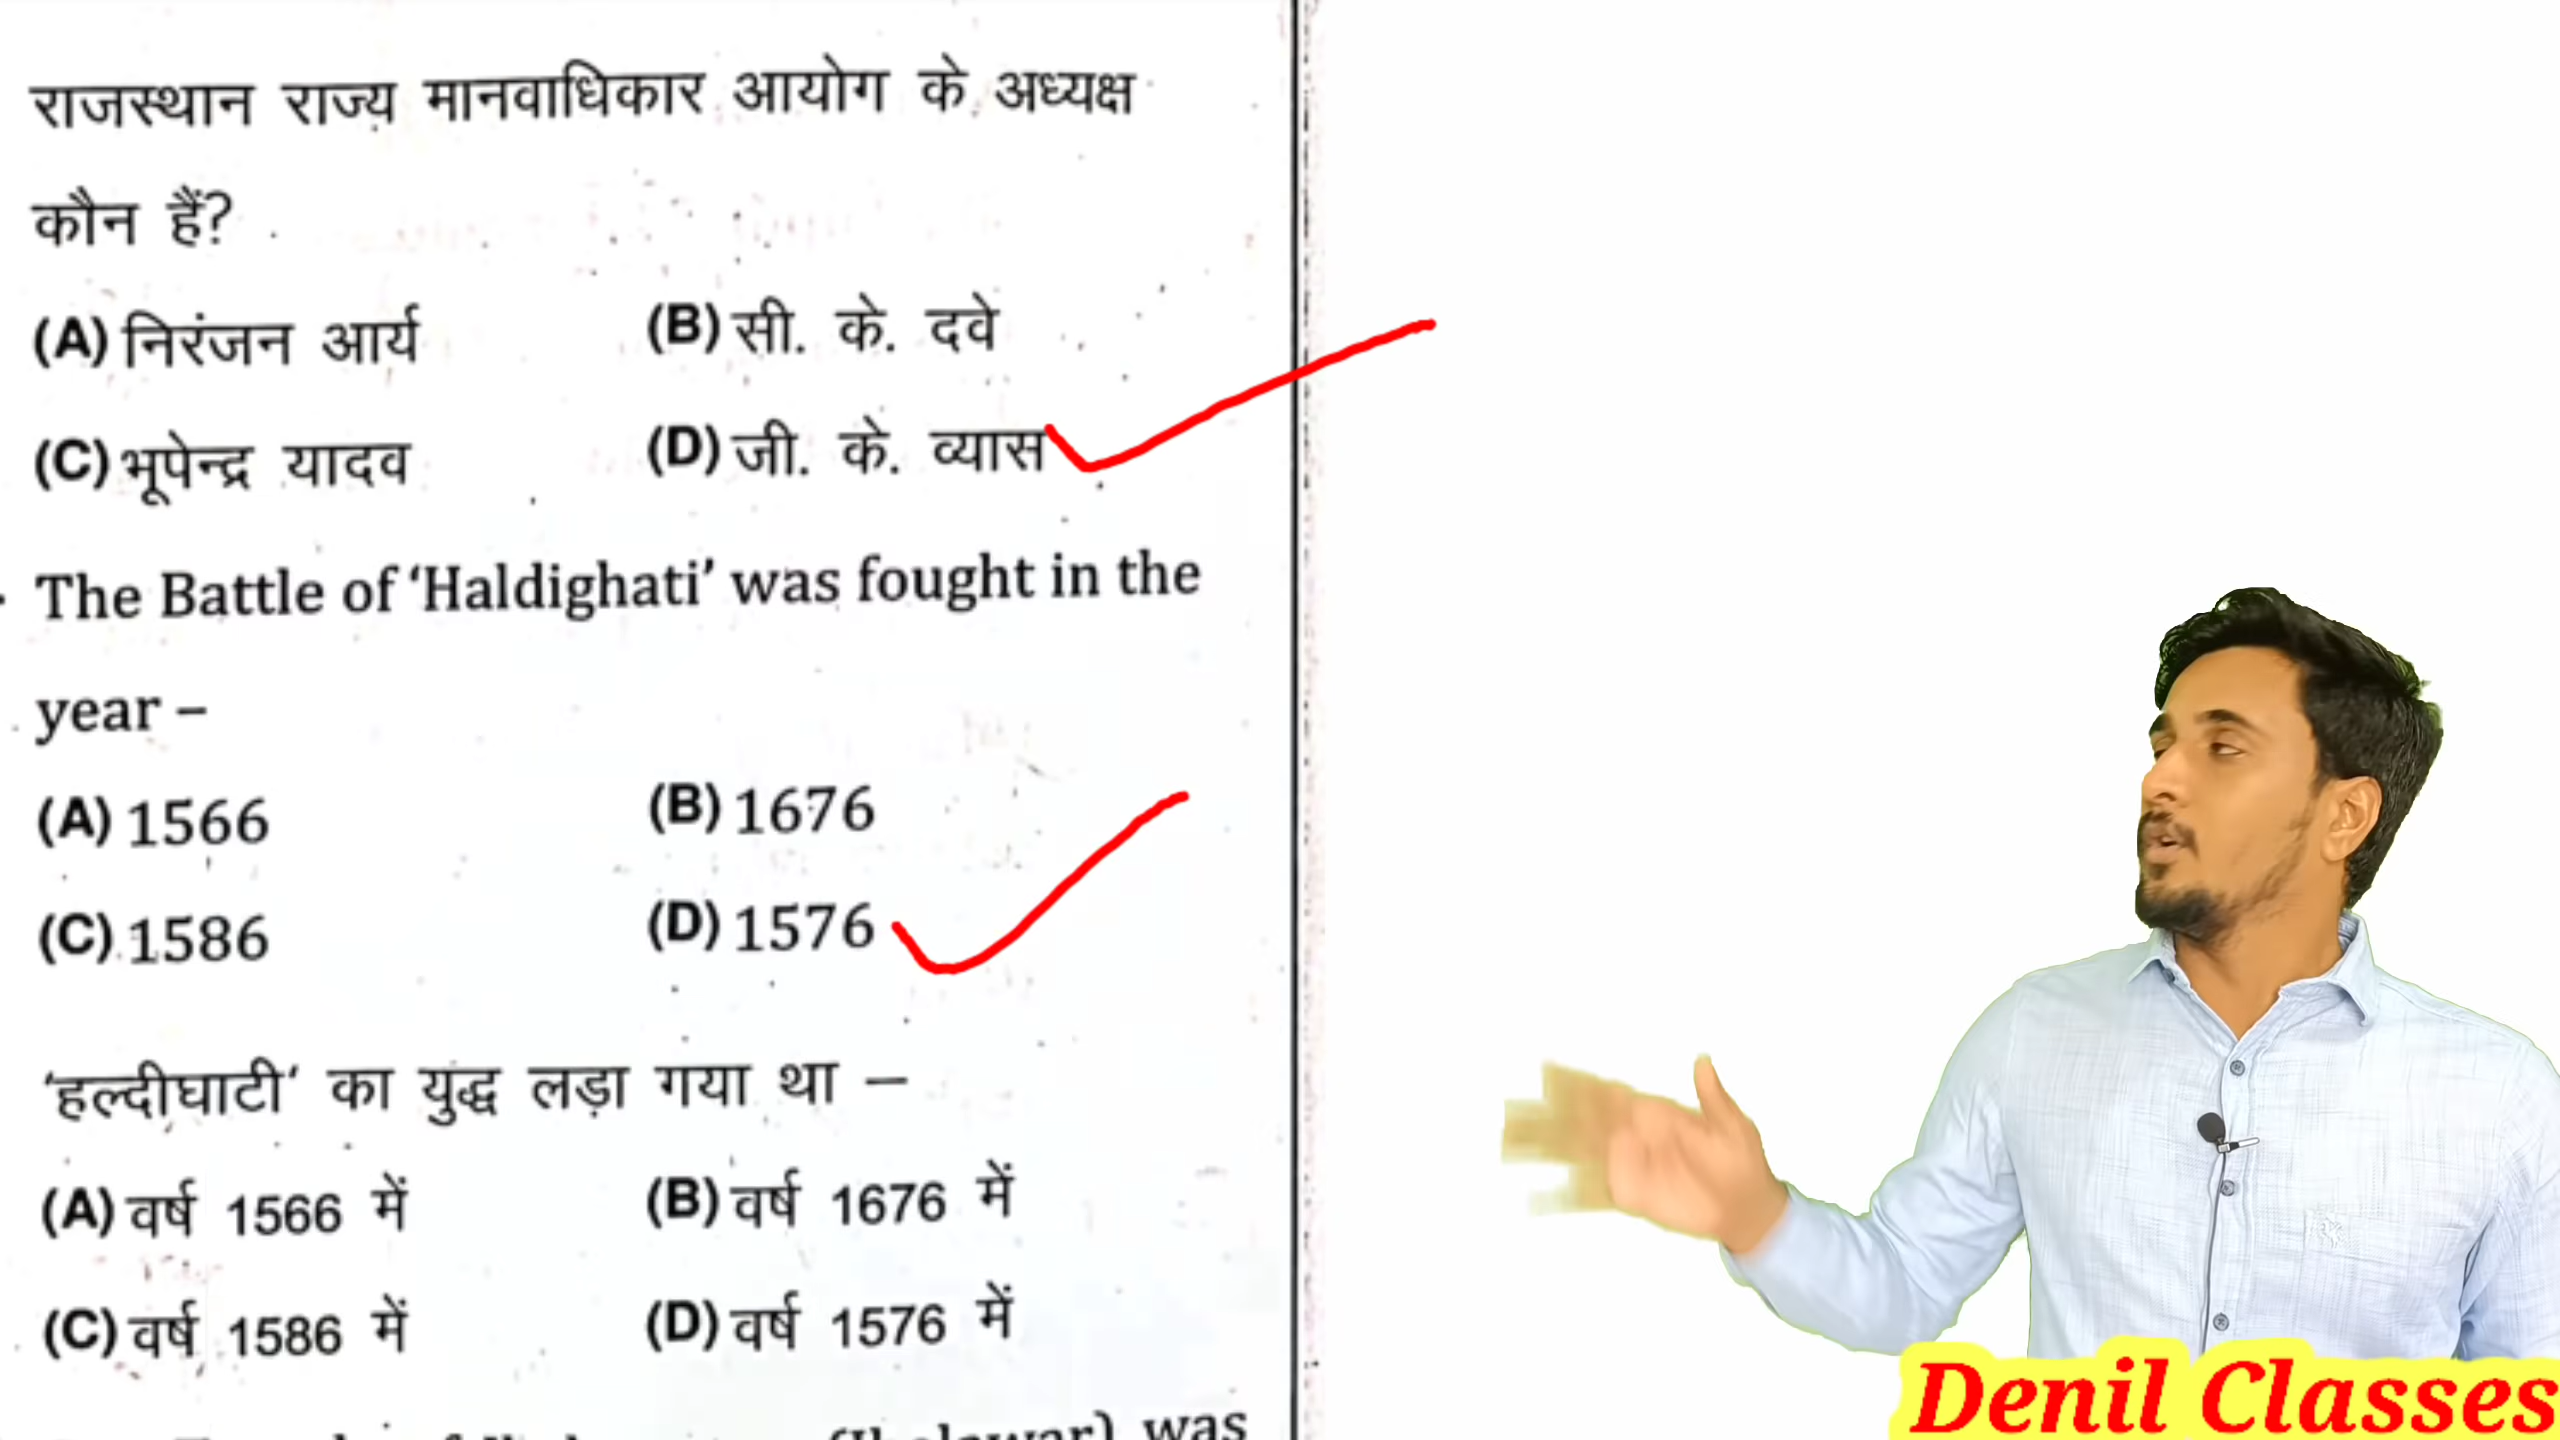 राजस्थान राज्य मानवाधिकार आयोग के अध्यक्ष
कौन हैं?
(A) निरंजन आर्य (B) सी. के. दवे
(C) भूपेन्द्र यादव (D) जी. के. व्यास
The Battle of ‘Haldighati’ was fought in the
year –
(A) 1566 (B) 1676
(C) 1586 (D) 1576
‘हल्दीघाटी’ का युद्ध लड़ा गया था –
(A) वर्ष 1566 में (B) वर्ष 1676 में
(C) वर्ष 1586 में (D) वर्ष 1576 में
was
Denil Classes